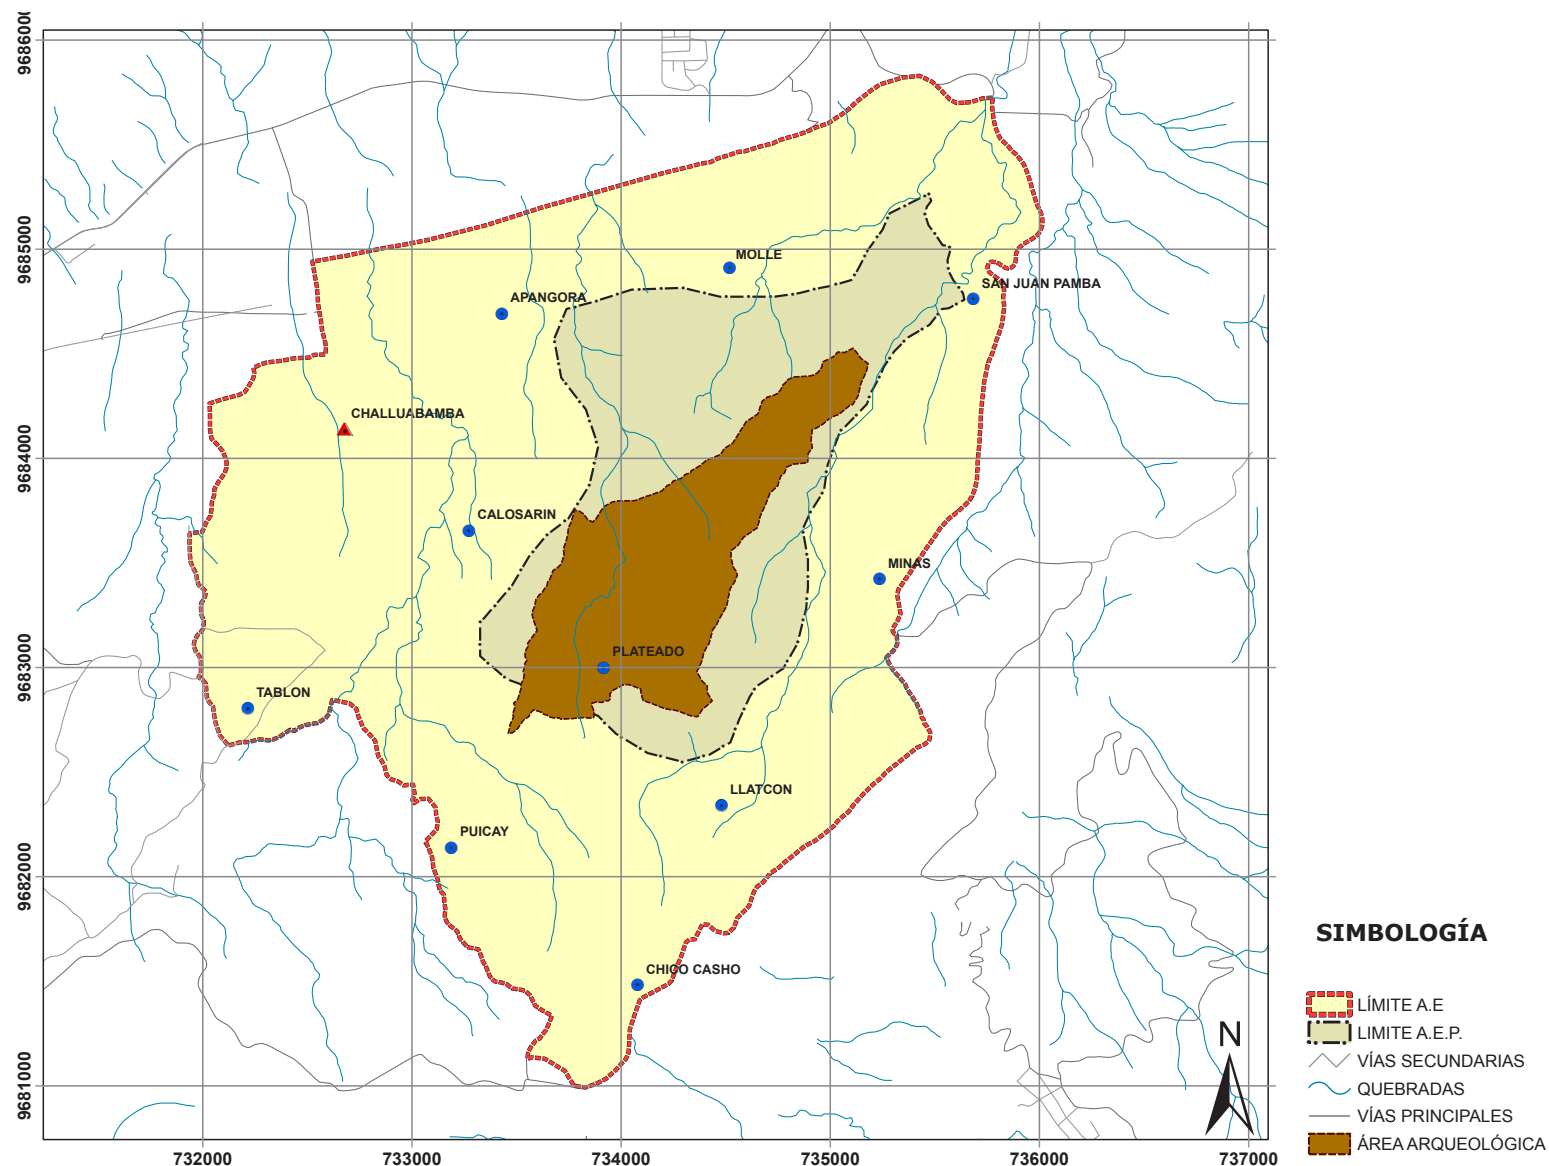 9686000
9685000
9684000
9683000
9682000
9681000
MOLLE
SAN JUAN PAMBA
APANGORA
CHALLUABAMBA
CALOSARIN
MINAS
PLATEADO
TABLON
LLATCON
PUICAY
CHICO CASHO
732000
733000
734000
735000
736000
737000
SIMBOLOGÍA
LÍMITE A.E
LIMITE A.E.P.
VÍAS SECUNDARIAS
QUEBRADAS
VÍAS PRINCIPALES
ÁREA ARQUEOLÓGICA
N